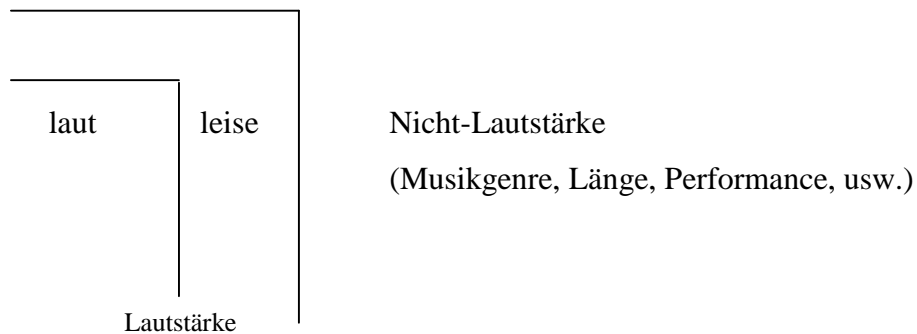 laut leise Nicht-Lautstärke
(Musikgenre, Länge, Performance, usw.)
Lautstärke